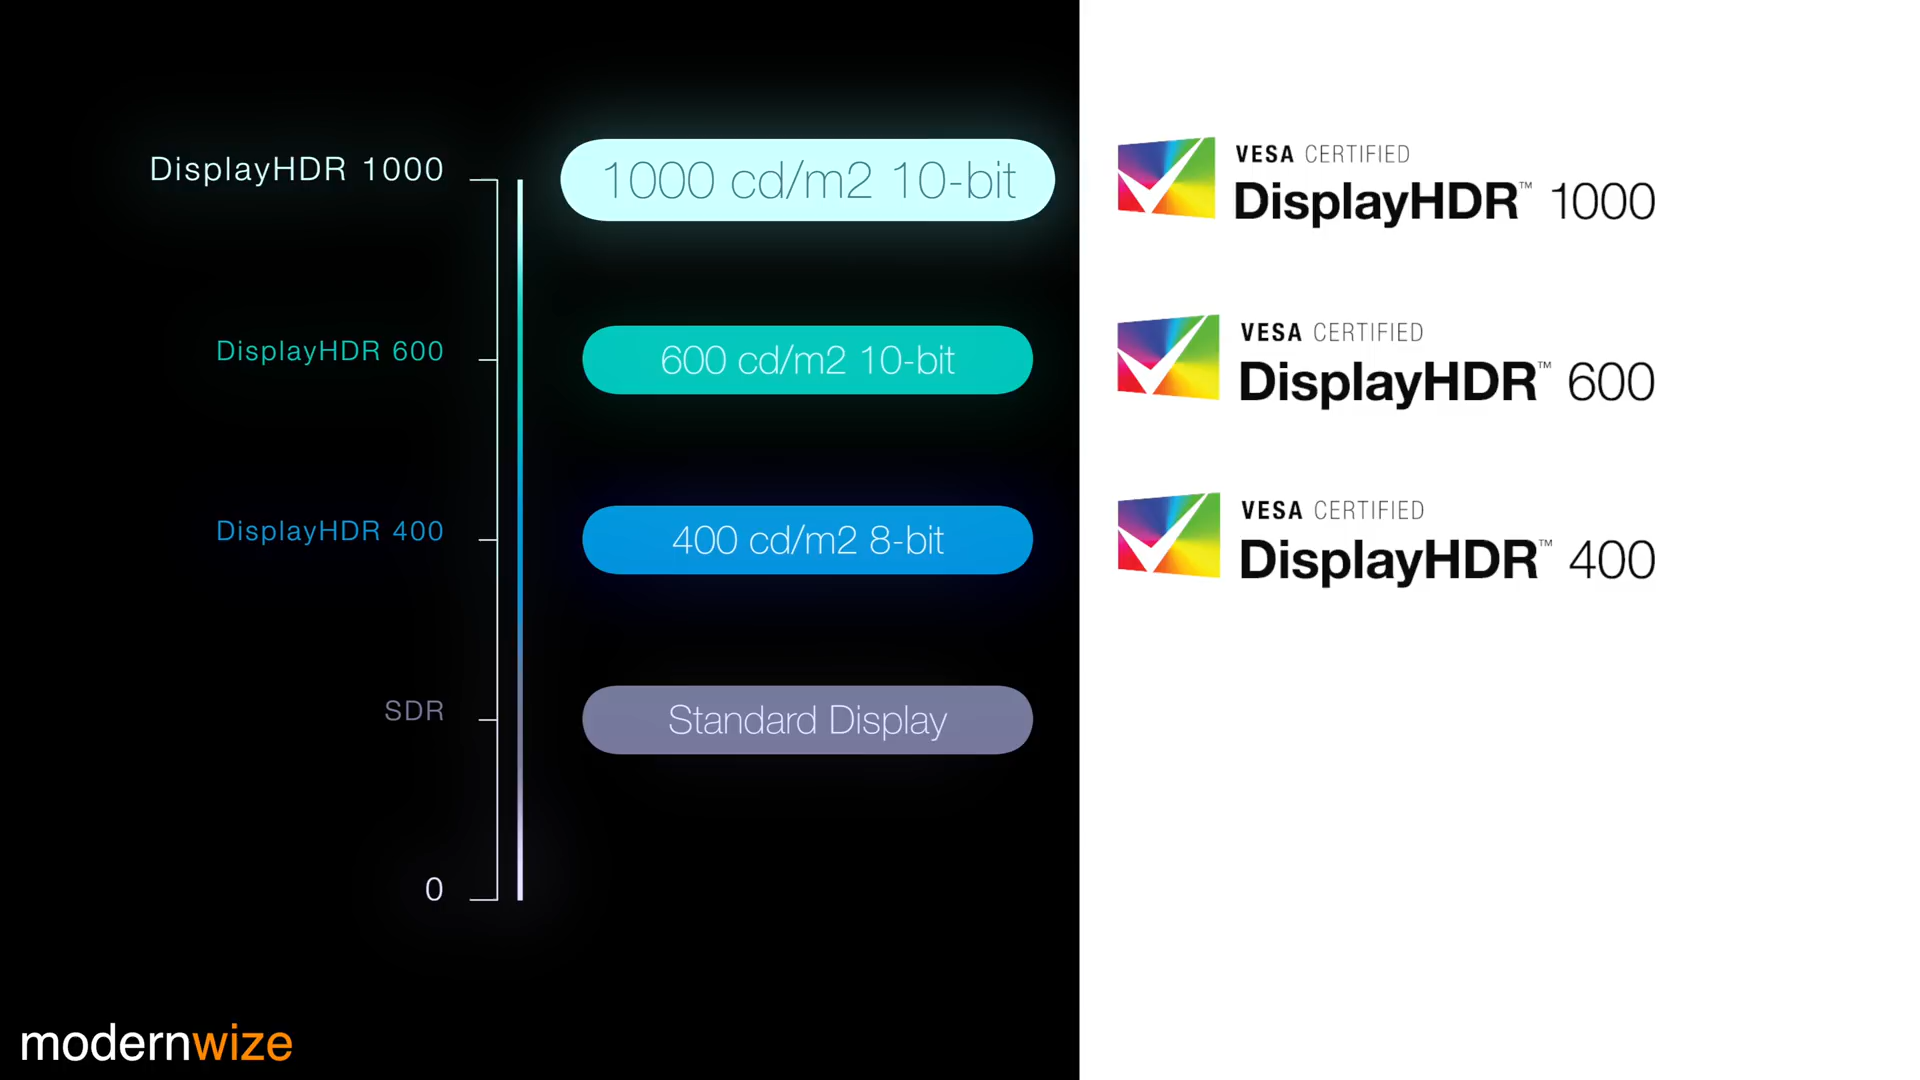 DisplayHDR 1000
1000 cd/m2 10-bit
DisplayHDR 600
600 cd/m2 10-bit
DisplayHDR 400
400 cd/m2 8-bit
SDR
Standard Display
0
VESA CERTIFIED
DisplayHDR™ 1000
VESA CERTIFIED
DisplayHDR™ 600
VESA CERTIFIED
DisplayHDR™ 400
modernwize